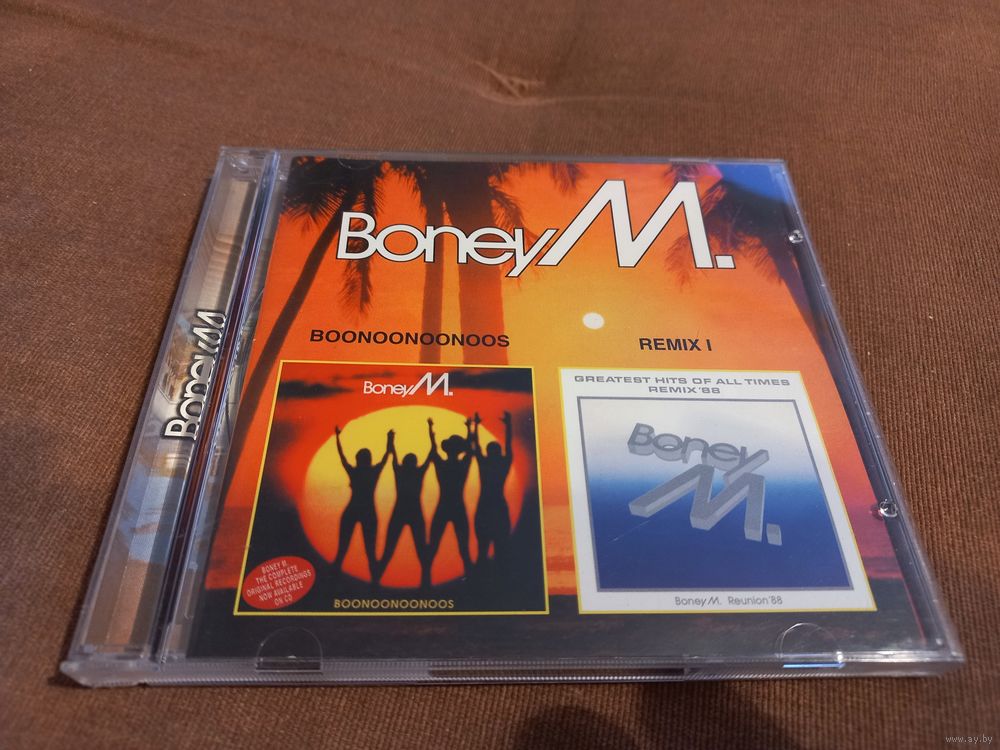 Boney M.
BOONOONOONOOS
REMIX I
Boney M.
Boney M.
BONEY M.
THE COMPLETE
ORIGINAL RECORDINGS
NOW AVAILABLE
ON CD
BOONOONOONOOS
GREATEST HITS OF ALL TIMES
REMIX'88
Boney M.
Boney M. Reunion'88
www.ay.by